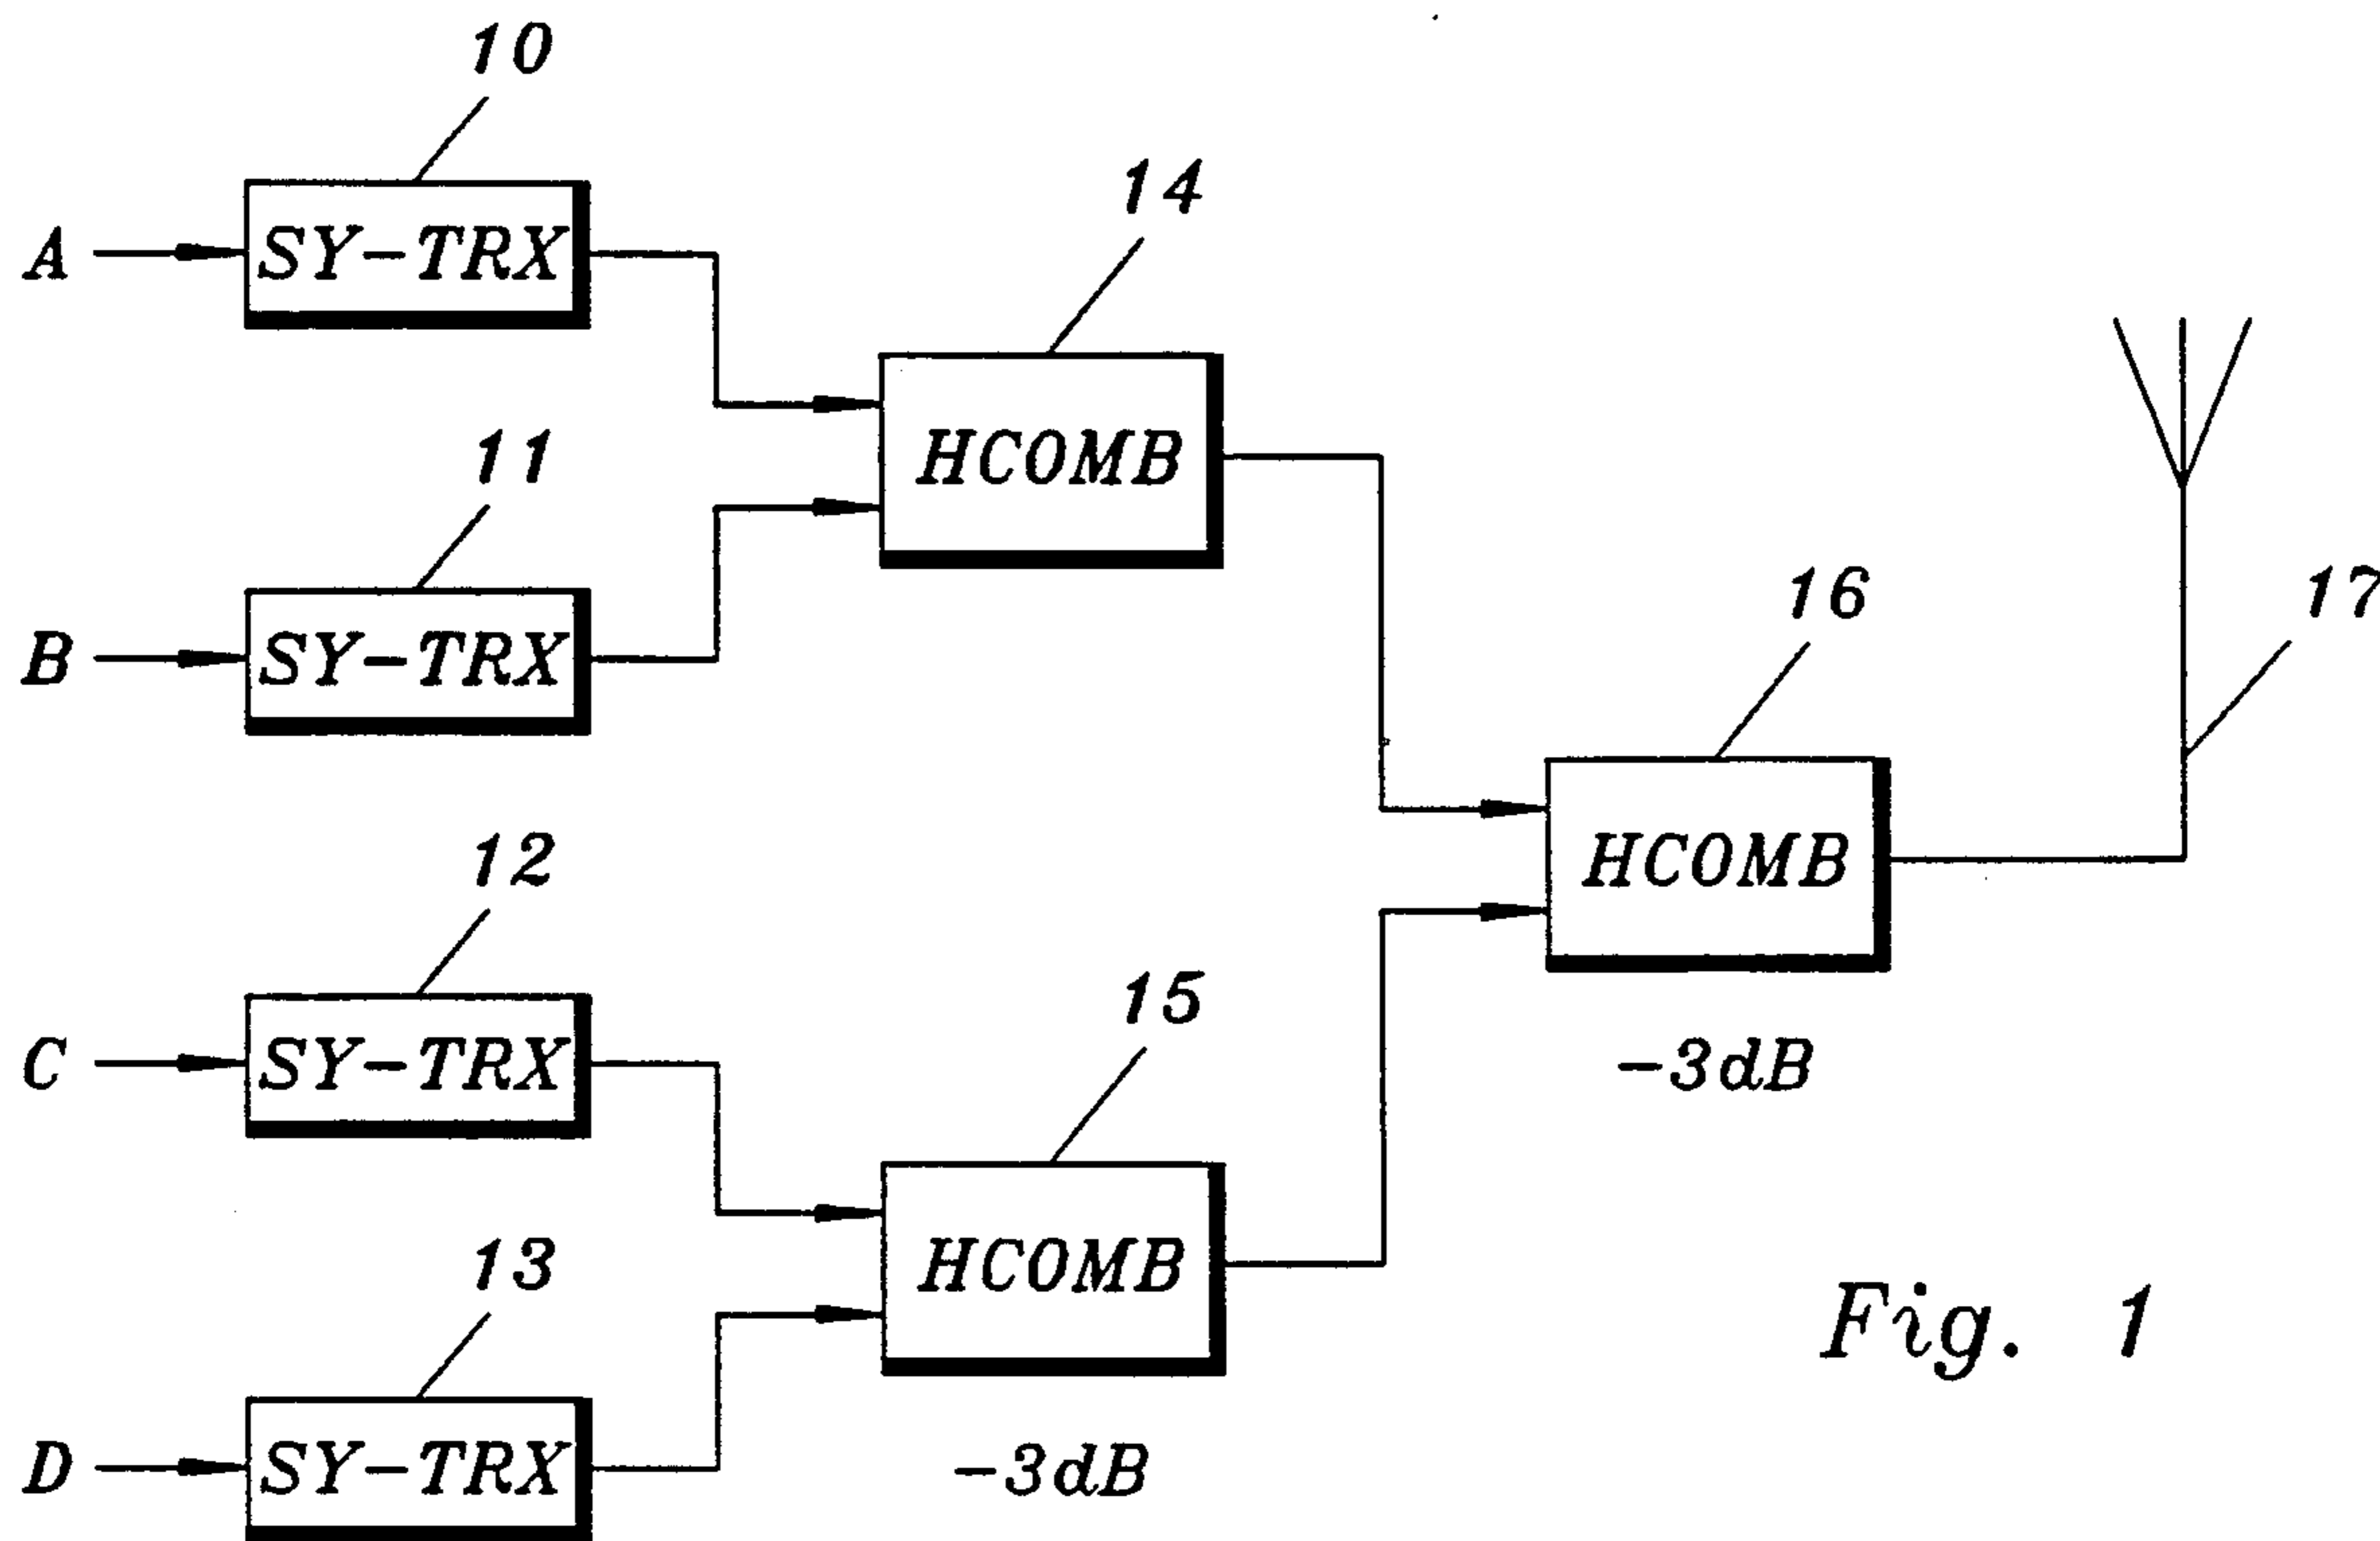 10
A SY-TRX
14
HCOMB
11
B SY-TRX
16
17
HCOMB
-3dB
12
C SY-TRX
15
HCOMB
-3dB
13
D SY-TRX
Fig. 1